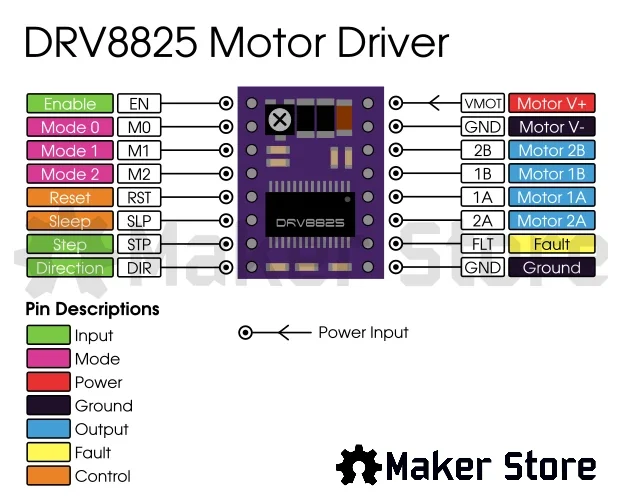 DRV8825 Motor Driver
Enable EN VMOT Motor V+
Mode 0 M0 GND Motor V-
Mode 1 M1 2B Motor 2B
Mode 2 M2 1B Motor 1B
Reset RST 1A Motor 1A
Sleep SLP 2A Motor 2A
Step STP FLT Fault
Direction DIR GND Ground
DRV8825
Maker Store
Pin Descriptions
Input
Mode
Power
Ground
Output
Fault
Control
Power Input
Maker Store